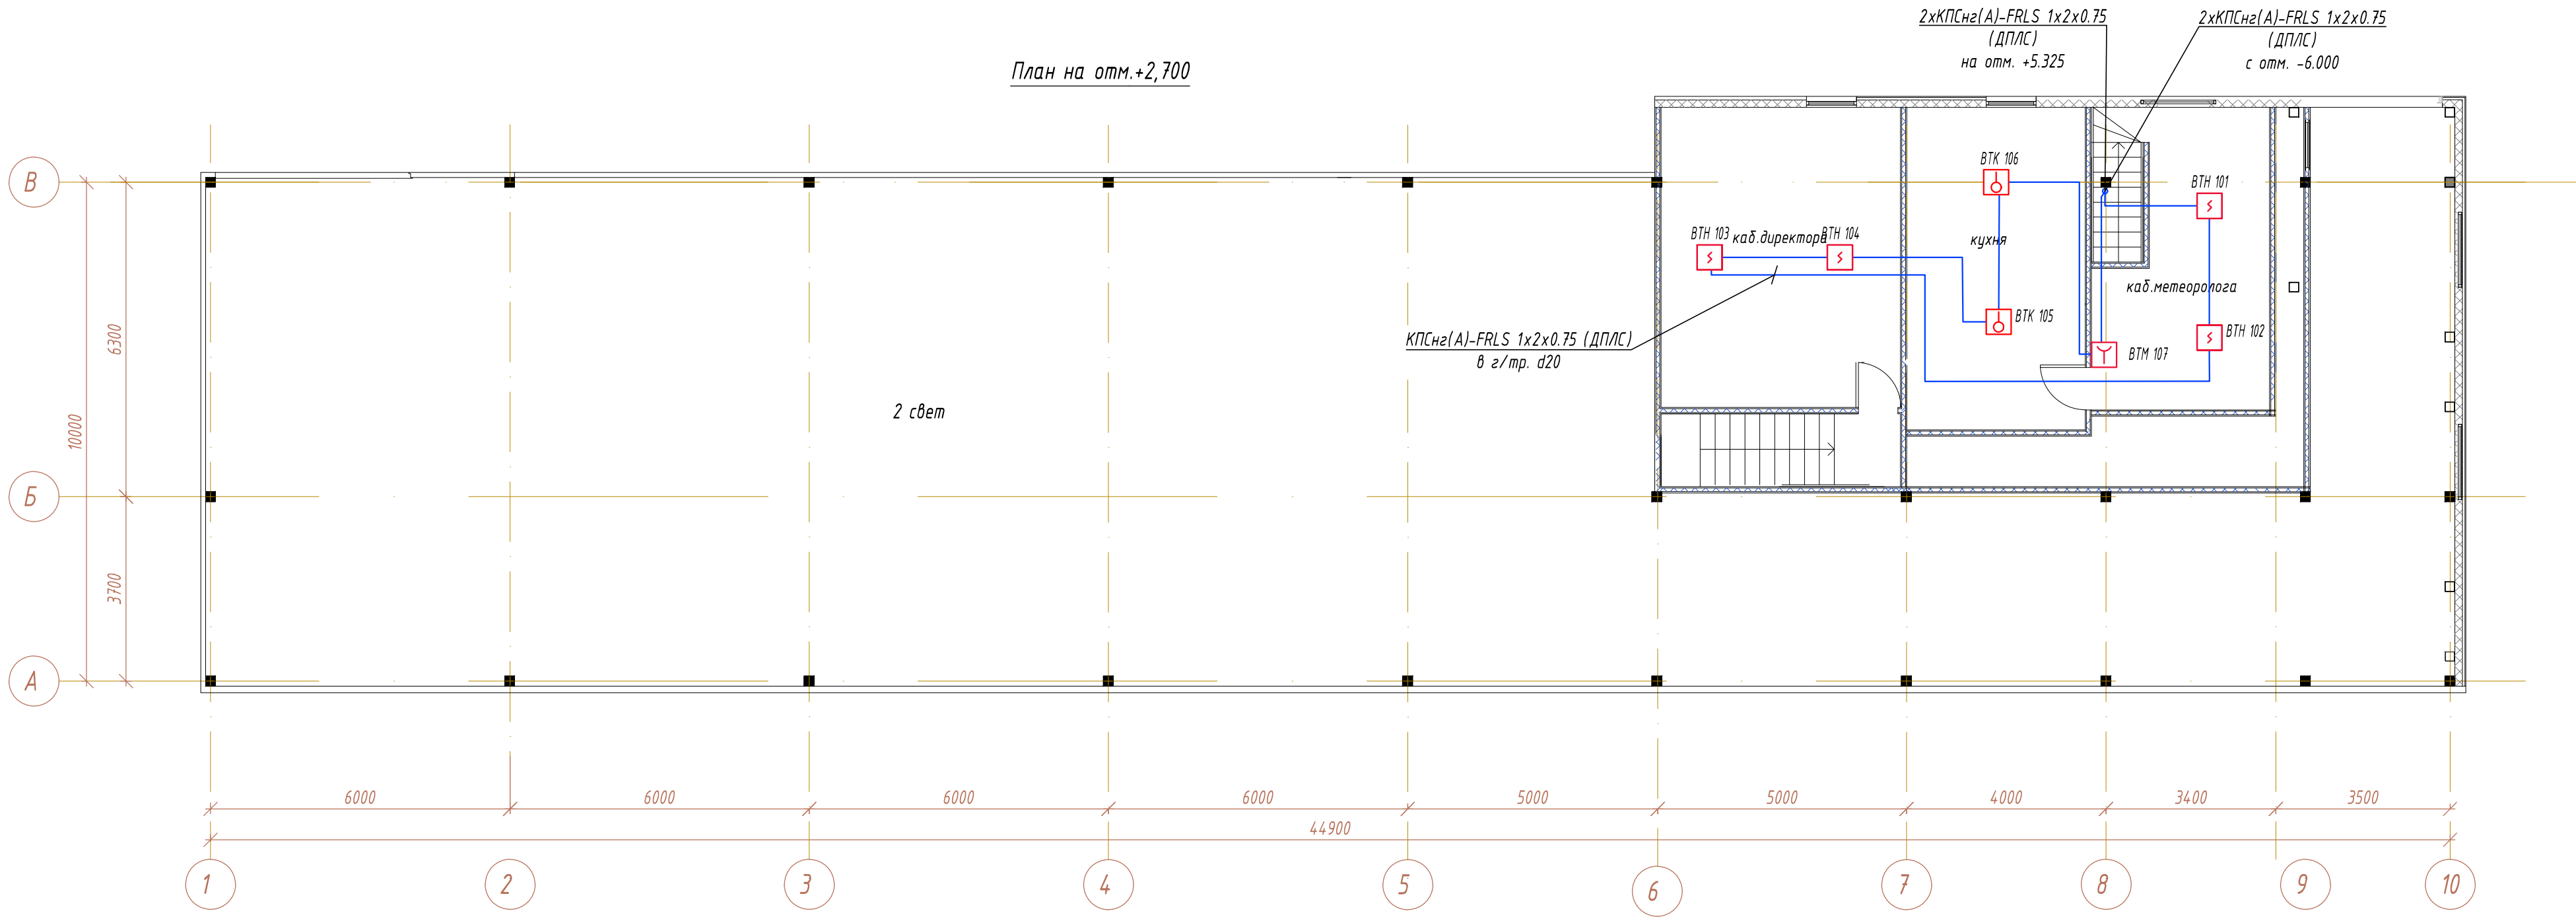 2хКПСнг(А)-FRLS 1x2x0.75
(ДПЛС)
на отм. +5.325
2хКПСнг(А)-FRLS 1x2x0.75
(ДПЛС)
с отм. -6.000
План на отм.+2,700
В
Б
А
10000
6300
3700
2 свет
ВТН 103
каб.директора
ВТН 104
ВТК 106
кухня
ВТК 105
ВТН 101
каб.метеоролога
ВТН 102
ВТМ 107
КПСнг(А)-FRLS 1x2x0.75 (ДПЛС)
в г/тр. d20
6000
6000
6000
6000
5000
5000
4000
3400
3500
44900
1
2
3
4
5
6
7
8
9
10